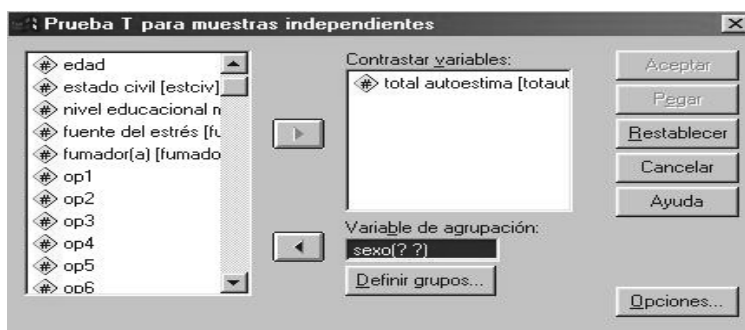 Prueba T para muestras independientes
edad
estado civil [estciv]
nivel educacional
fuente del estrés [fu
fumador(a) [fumado
op1
op2
op3
op4
op5
op6
Contrastar variables:
total autoestima [totaut
Variable de agrupación:
sexo(? ?)
Definir grupos...
Aceptar
Pegar
Restablecer
Cancelar
Ayuda
Opciones...